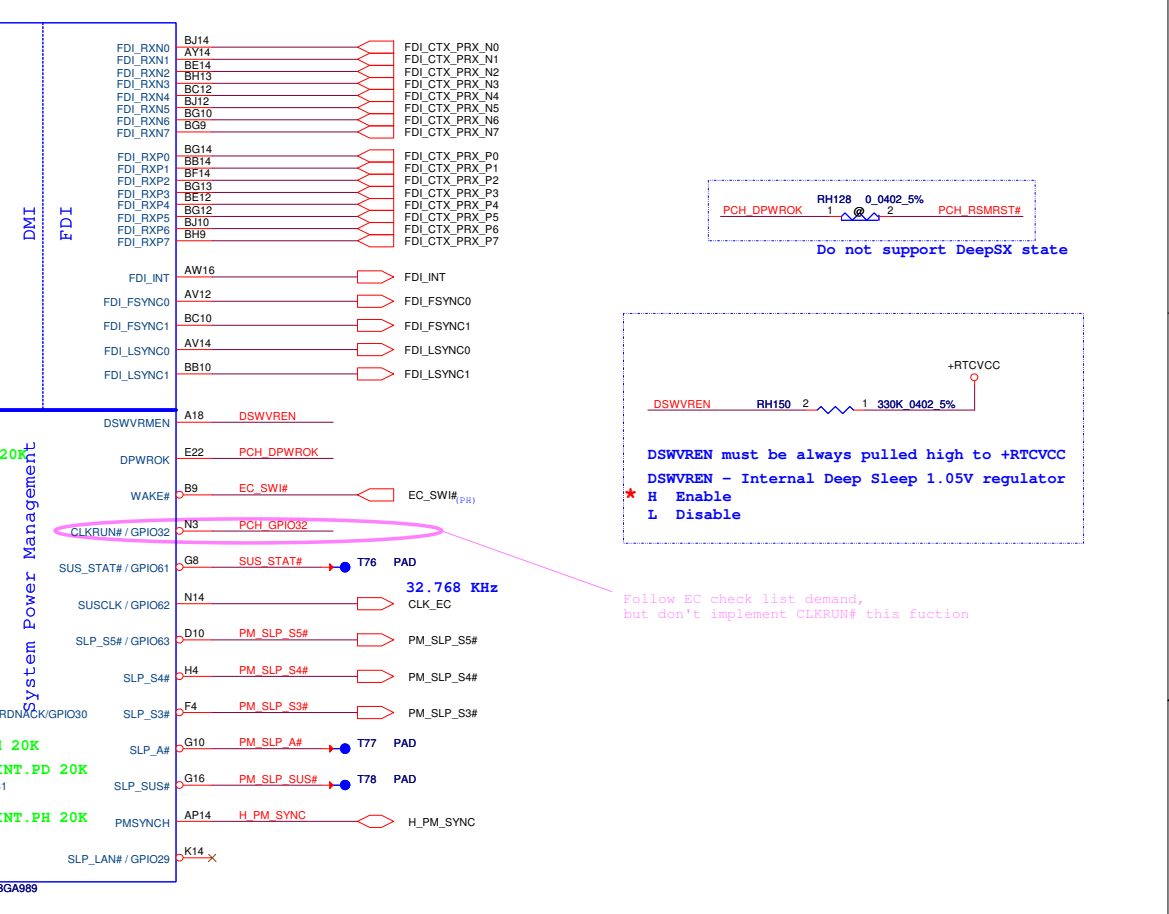 FDI_RXN0 BJ14 FDI_CTX_PRX_N0
FDI_RXN1 AY14 FDI_CTX_PRX_N1
FDI_RXN2 BE14 FDI_CTX_PRX_N2
FDI_RXN3 BH13 FDI_CTX_PRX_N3
FDI_RXN4 BC12 FDI_CTX_PRX_N4
FDI_RXN5 BJ12 FDI_CTX_PRX_N5
FDI_RXN6 BG10 FDI_CTX_PRX_N6
FDI_RXN7 BG9 FDI_CTX_PRX_N7
FDI_RXP0 BG14 FDI_CTX_PRX_P0
FDI_RXP1 BB14 FDI_CTX_PRX_P1
FDI_RXP2 BF14 FDI_CTX_PRX_P2
FDI_RXP3 BG13 FDI_CTX_PRX_P3
FDI_RXP4 BE12 FDI_CTX_PRX_P4
FDI_RXP5 BG12 FDI_CTX_PRX_P5
FDI_RXP6 BJ10 FDI_CTX_PRX_P6
FDI_RXP7 BH9 FDI_CTX_PRX_P7
DMI
FDI
FDI_INT AW16 FDI_INT
FDI_FSYNC0 AV12 FDI_FSYNC0
FDI_FSYNC1 BC10 FDI_FSYNC1
FDI_LSYNC0 AV14 FDI_LSYNC0
FDI_LSYNC1 BB10 FDI_LSYNC1
System Power Management
DSWVRMEN A18 DSWVREN
20K
DPWROK E22 PCH_DPWROK
WAKE# B9 EC_SWI# EC_SWI# (PH)
CLKRUN# / GPIO32 N3 PCH_GPIO32
SUS_STAT# / GPIO61 G8 SUS_STAT# T76 PAD
32.768 KHz
SUSCLK / GPIO62 N14 CLK_EC
SLP_S5# / GPIO63 D10 PM_SLP_S5# PM_SLP_S5#
SLP_S4# H4 PM_SLP_S4# PM_SLP_S4#
RDNACK/GPIO30 SLP_S3# F4 PM_SLP_S3# PM_SLP_S3#
20K
SLP_A# G10 PM_SLP_A# T77 PAD
INT.PD 20K
SLP_SUS# G16 PM_SLP_SUS# T78 PAD
INT.PH 20K
PMSYNCH AP14 H_PM_SYNC H_PM_SYNC
SLP_LAN# / GPIO29 K14
BGA989
RH128 0_0402_5%
PCH_DPWROK 1 @ 2 PCH_RSMRST#
Do not support DeepSX state
+RTCVCC
DSWVREN RH150 2 1 330K_0402_5%
DSWVREN must be always pulled high to +RTCVCC
DSWVREN - Internal Deep Sleep 1.05V regulator
* H Enable
L Disable
Follow EC check list demand,
but don't implement CLKRUN# this fuction